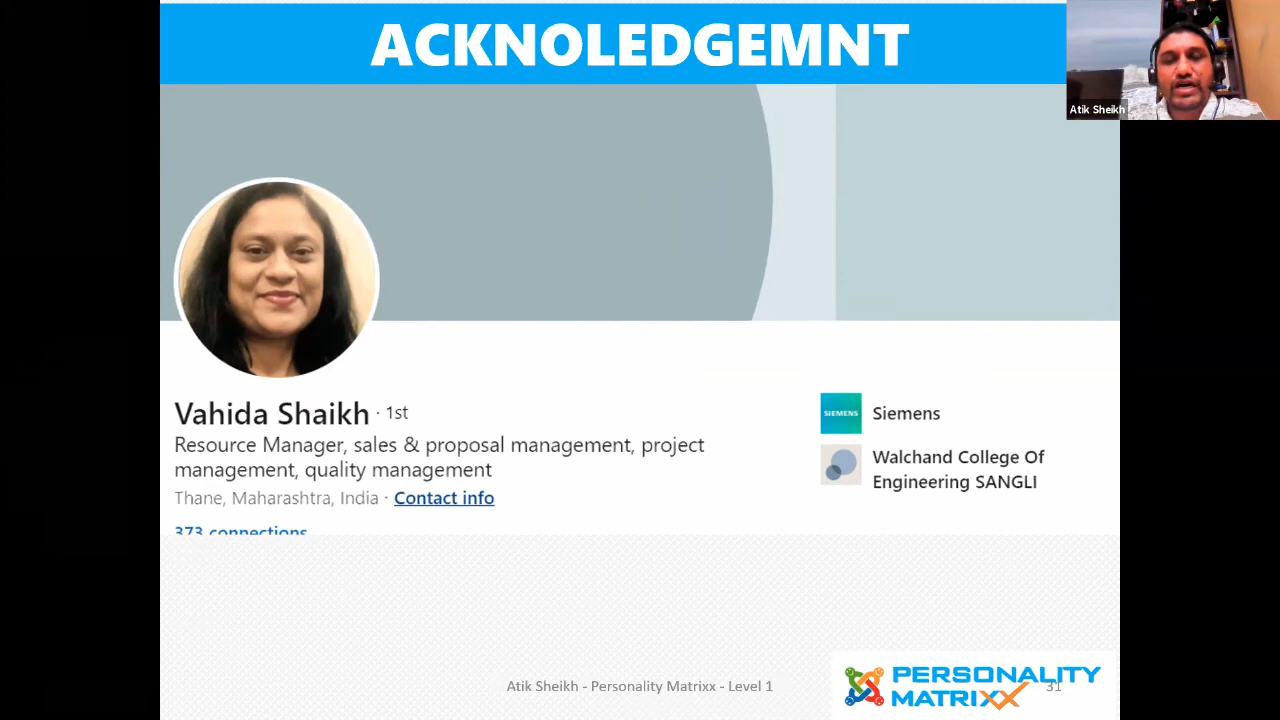 ACKNOLEDGEMNT
Atik Sheikh
Vahida Shaikh · 1st
Resource Manager, sales & proposal management, project
management, quality management
Thane, Maharashtra, India · Contact info
373 connections
SIEMENS
Siemens
Walchand College Of
Engineering SANGLI
Atik Sheikh - Personality Matrixx - Level 1
PERSONALITY
MATRIXX
31